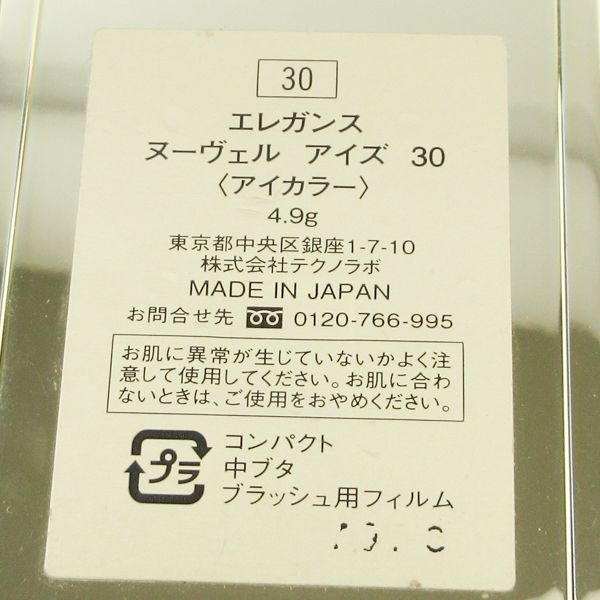 30
エレガンス
ヌーヴェル アイズ 30
〈アイカラー〉
4.9g
東京都中央区銀座1-7-10
株式会社テクノラボ
MADE IN JAPAN
お問合せ先 0120-766-995
お肌に異常が生じていないかよく注
意して使用してください。お肌に合わ
ないときは、ご使用をおやめください。
プラ
コンパクト
中ブタ
ブラッシュ用フィルム